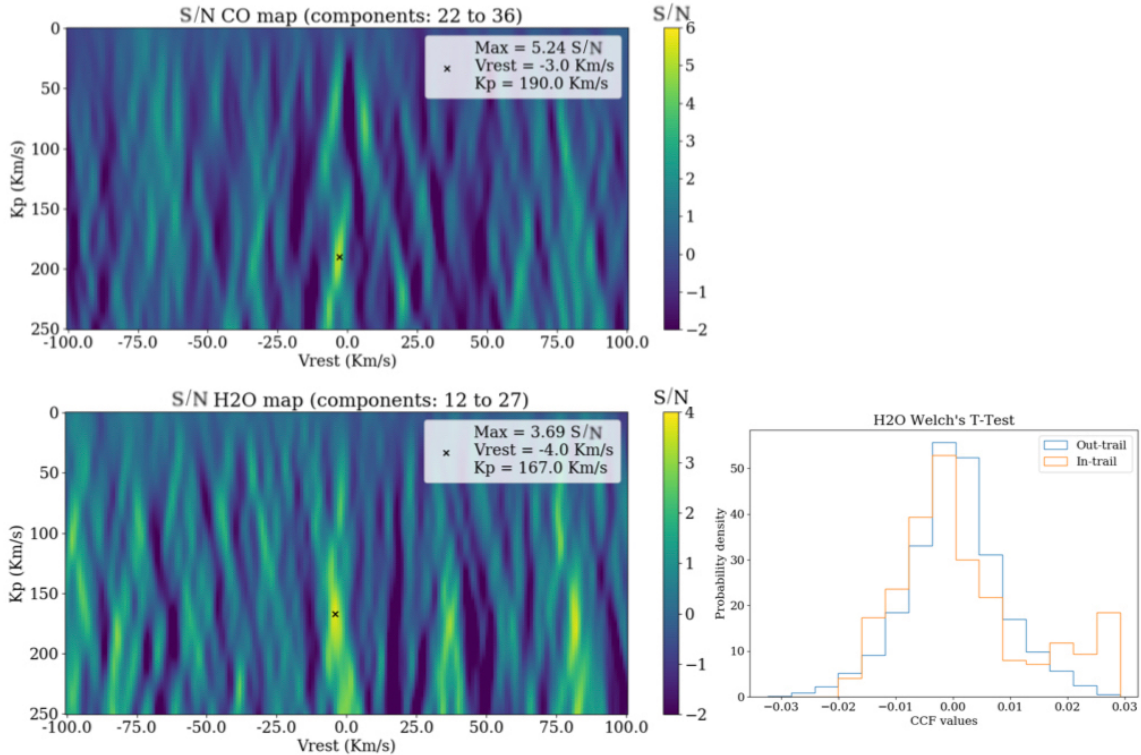 S/N CO map (components: 22 to 36)
S/N
0
50
100
150
200
250
Kp (Km/s)
Max = 5.24 S/N
Vrest = -3.0 Km/s
Kp = 190.0 Km/s
6
5
4
3
2
1
0
−1
−2
-100.0 -75.0 -50.0 -25.0 0.0 25.0 50.0 75.0 100.0
Vrest (Km/s)
S/N H2O map (components: 12 to 27)
S/N
0
50
100
150
200
250
Kp (Km/s)
Max = 3.69 S/N
Vrest = -4.0 Km/s
Kp = 167.0 Km/s
4
3
2
1
0
−1
−2
-100.0 -75.0 -50.0 -25.0 0.0 25.0 50.0 75.0 100.0
Vrest (Km/s)
H2O Welch's T-Test
Out-trail
In-trail
50
40
30
20
10
0
Probability density
−0.03 −0.02 −0.01 0.00 0.01 0.02 0.03
CCF values